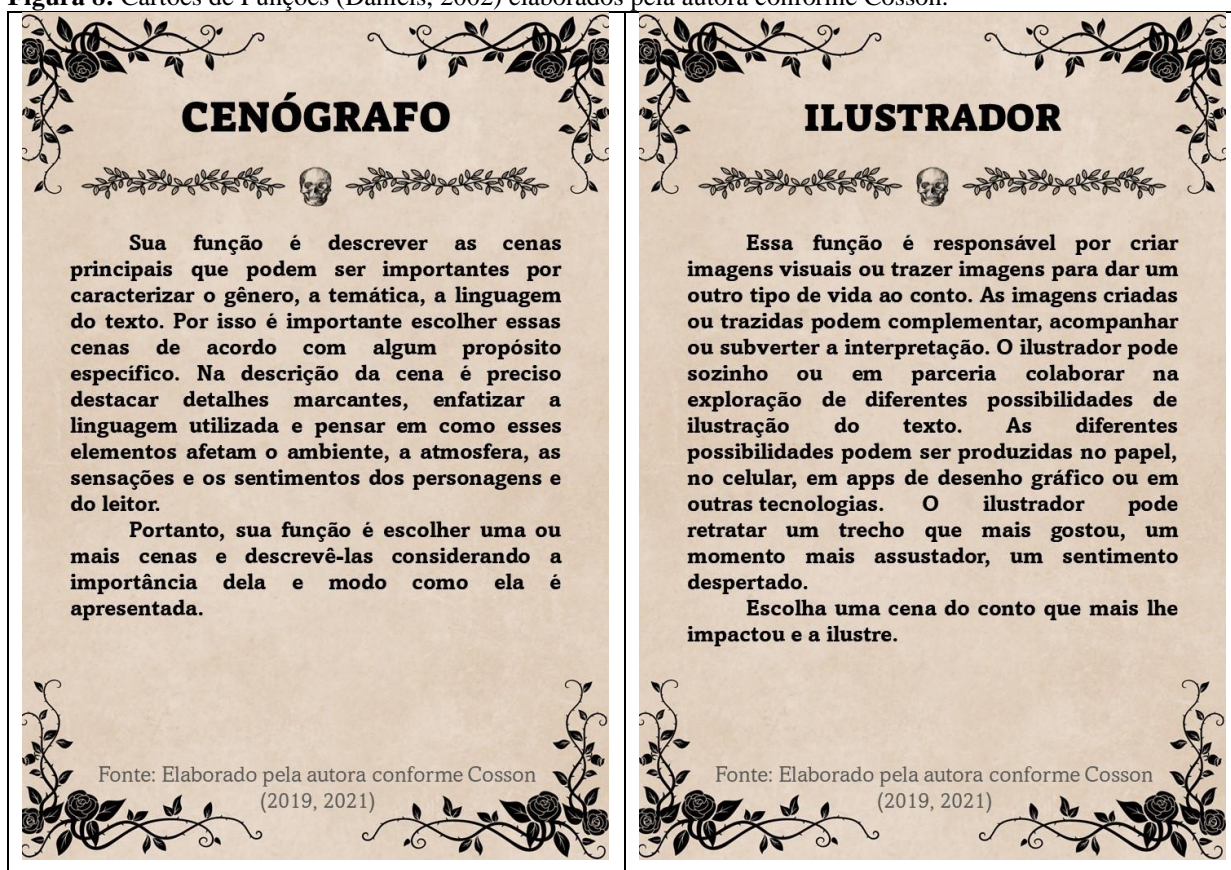 Figura 8: Cartões de Funções (Daniels, 2002) elaborados pela autora conforme Cosson.
CENÓGRAFO
Sua função é descrever as cenas
principais que podem ser importantes por
caracterizar o gênero, a temática, a linguagem
do texto. Por isso é importante escolher essas
cenas de acordo com algum propósito
específico. Na descrição da cena é preciso
destacar detalhes marcantes, enfatizar a
linguagem utilizada e pensar em como esses
elementos afetam o ambiente, a atmosfera, as
sensações e os sentimentos dos personagens e
do leitor.
Portanto, sua função é escolher uma ou
mais cenas e descrevê-las considerando a
importância dela e modo como ela é
apresentada.
Fonte: Elaborado pela autora conforme Cosson
(2019, 2021)
ILUSTRADOR
Essa função é responsável por criar
imagens visuais ou trazer imagens para dar um
outro tipo de vida ao conto. As imagens criadas
ou trazidas podem complementar, acompanhar
ou subverter a interpretação. O ilustrador pode
sozinho ou em parceria colaborar na
exploração de diferentes possibilidades de
ilustração do texto. As diferentes
possibilidades podem ser produzidas no papel,
no celular, em apps de desenho gráfico ou em
outras tecnologias. O ilustrador pode
retratar um trecho que mais gostou, um
momento mais assustador, um sentimento
despertado.
Escolha uma cena do conto que mais lhe
impactou e a ilustre.
Fonte: Elaborado pela autora conforme Cosson
(2019, 2021)